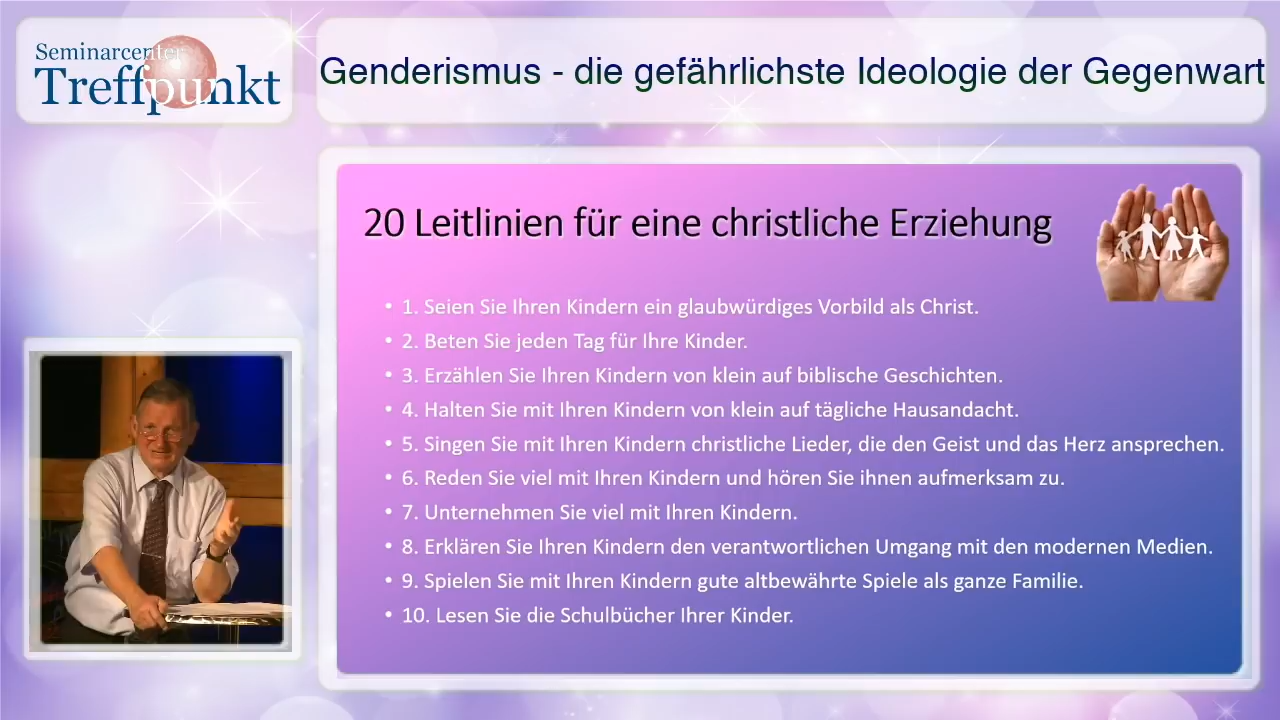 Seminarcenter
Treffpunkt
Genderismus - die gefährlichste Ideologie der Gegenwart
20 Leitlinien für eine christliche Erziehung
• 1. Seien Sie Ihren Kindern ein glaubwürdiges Vorbild als Christ.
• 2. Beten Sie jeden Tag für Ihre Kinder.
• 3. Erzählen Sie Ihren Kindern von klein auf biblische Geschichten.
• 4. Halten Sie mit Ihren Kindern von klein auf tägliche Hausandacht.
• 5. Singen Sie mit Ihren Kindern christliche Lieder, die den Geist und das Herz ansprechen.
• 6. Reden Sie viel mit Ihren Kindern und hören Sie ihnen aufmerksam zu.
• 7. Unternehmen Sie viel mit Ihren Kindern.
• 8. Erklären Sie Ihren Kindern den verantwortlichen Umgang mit den modernen Medien.
• 9. Spielen Sie mit Ihren Kindern gute altbewährte Spiele als ganze Familie.
• 10. Lesen Sie die Schulbücher Ihrer Kinder.